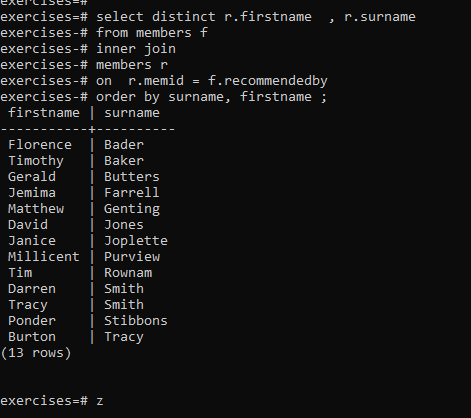 exercises=#
exercises=# select distinct r.firstname  , r.surname
exercises-# from members f
exercises-# inner join
exercises-# members r
exercises-# on  r.memid = f.recommendedby
exercises-# order by surname, firstname ;
 firstname | surname
-----------+----------
 Florence  | Bader
 Timothy   | Baker
 Gerald    | Butters
 Jemima    | Farrell
 Matthew   | Genting
 David     | Jones
 Janice    | Joplette
 Millicent | Purview
 Tim       | Rownam
 Darren    | Smith
 Tracy     | Smith
 Ponder    | Stibbons
 Burton    | Tracy
(13 rows)
exercises=# z